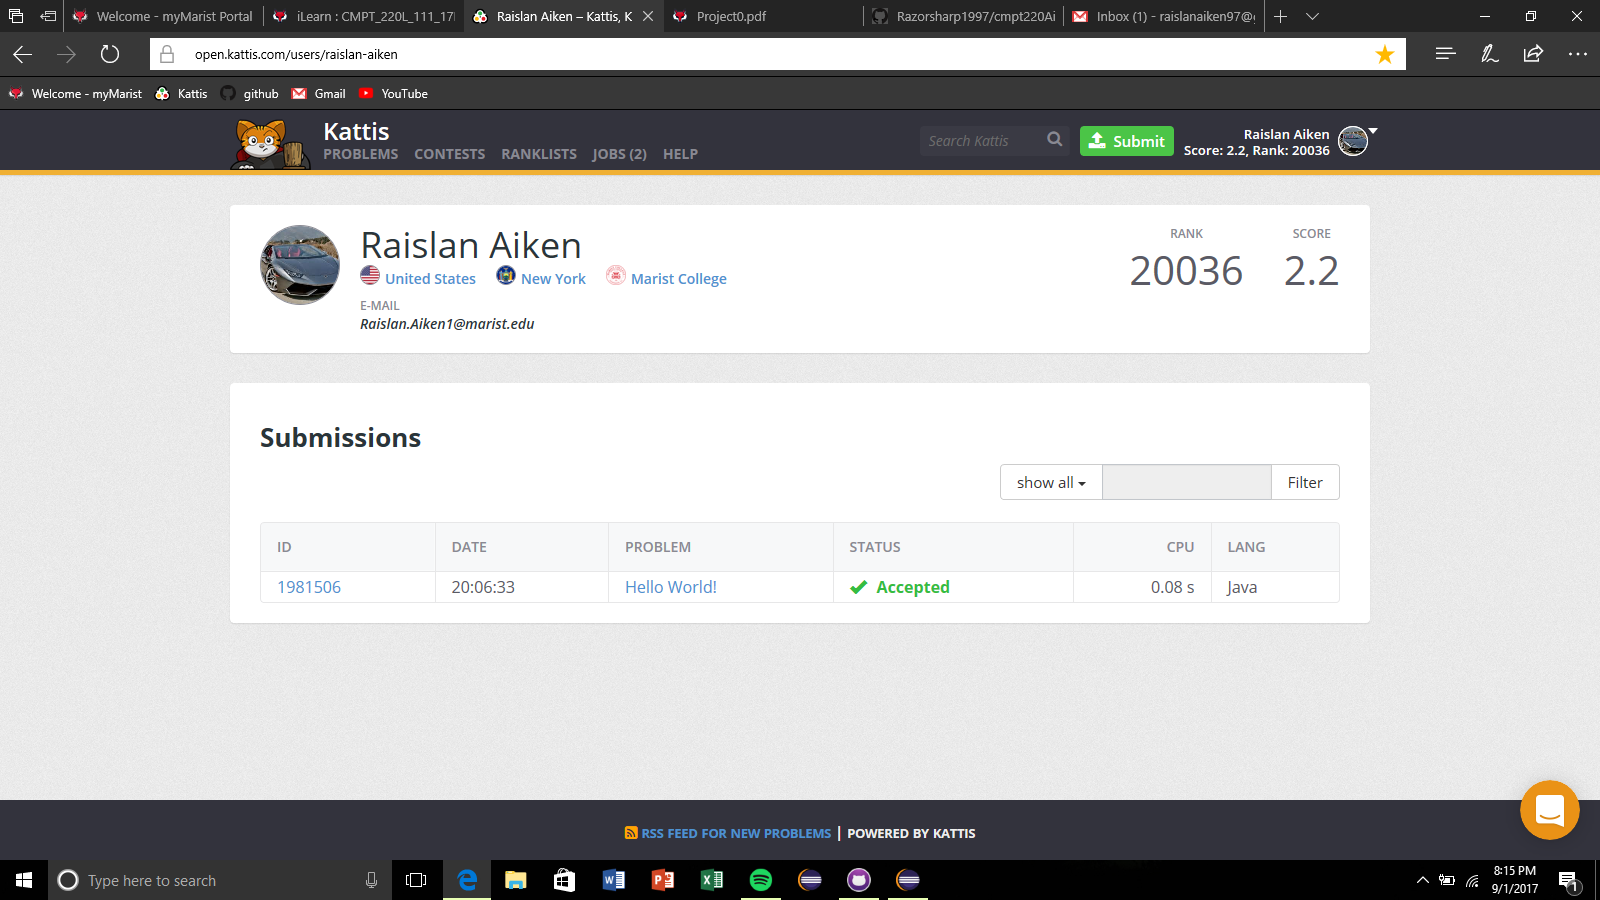 Welcome - myMarist Portal
iLearn : CMPT_220L_111_17
Raislan Aiken – Kattis, K
Project0.pdf
Razorsharp1997/cmpt220Ai
Inbox (1) - raislanaiken97@
open.kattis.com/users/raislan-aiken
Welcome - myMarist
Kattis
github
Gmail
YouTube
Kattis
PROBLEMS CONTESTS RANKLISTS JOBS (2) HELP
Search Kattis
Submit
Raislan Aiken
Score: 2.2, Rank: 20036
Raislan Aiken
United States New York Marist College
E-MAIL
Raislan.Aiken1@marist.edu
RANK
20036
SCORE
2.2
Submissions
show all
Filter
ID DATE PROBLEM STATUS CPU LANG
1981506 20:06:33 Hello World! Accepted 0.08 s Java
RSS FEED FOR NEW PROBLEMS | POWERED BY KATTIS
Type here to search
8:15 PM
9/1/2017
1